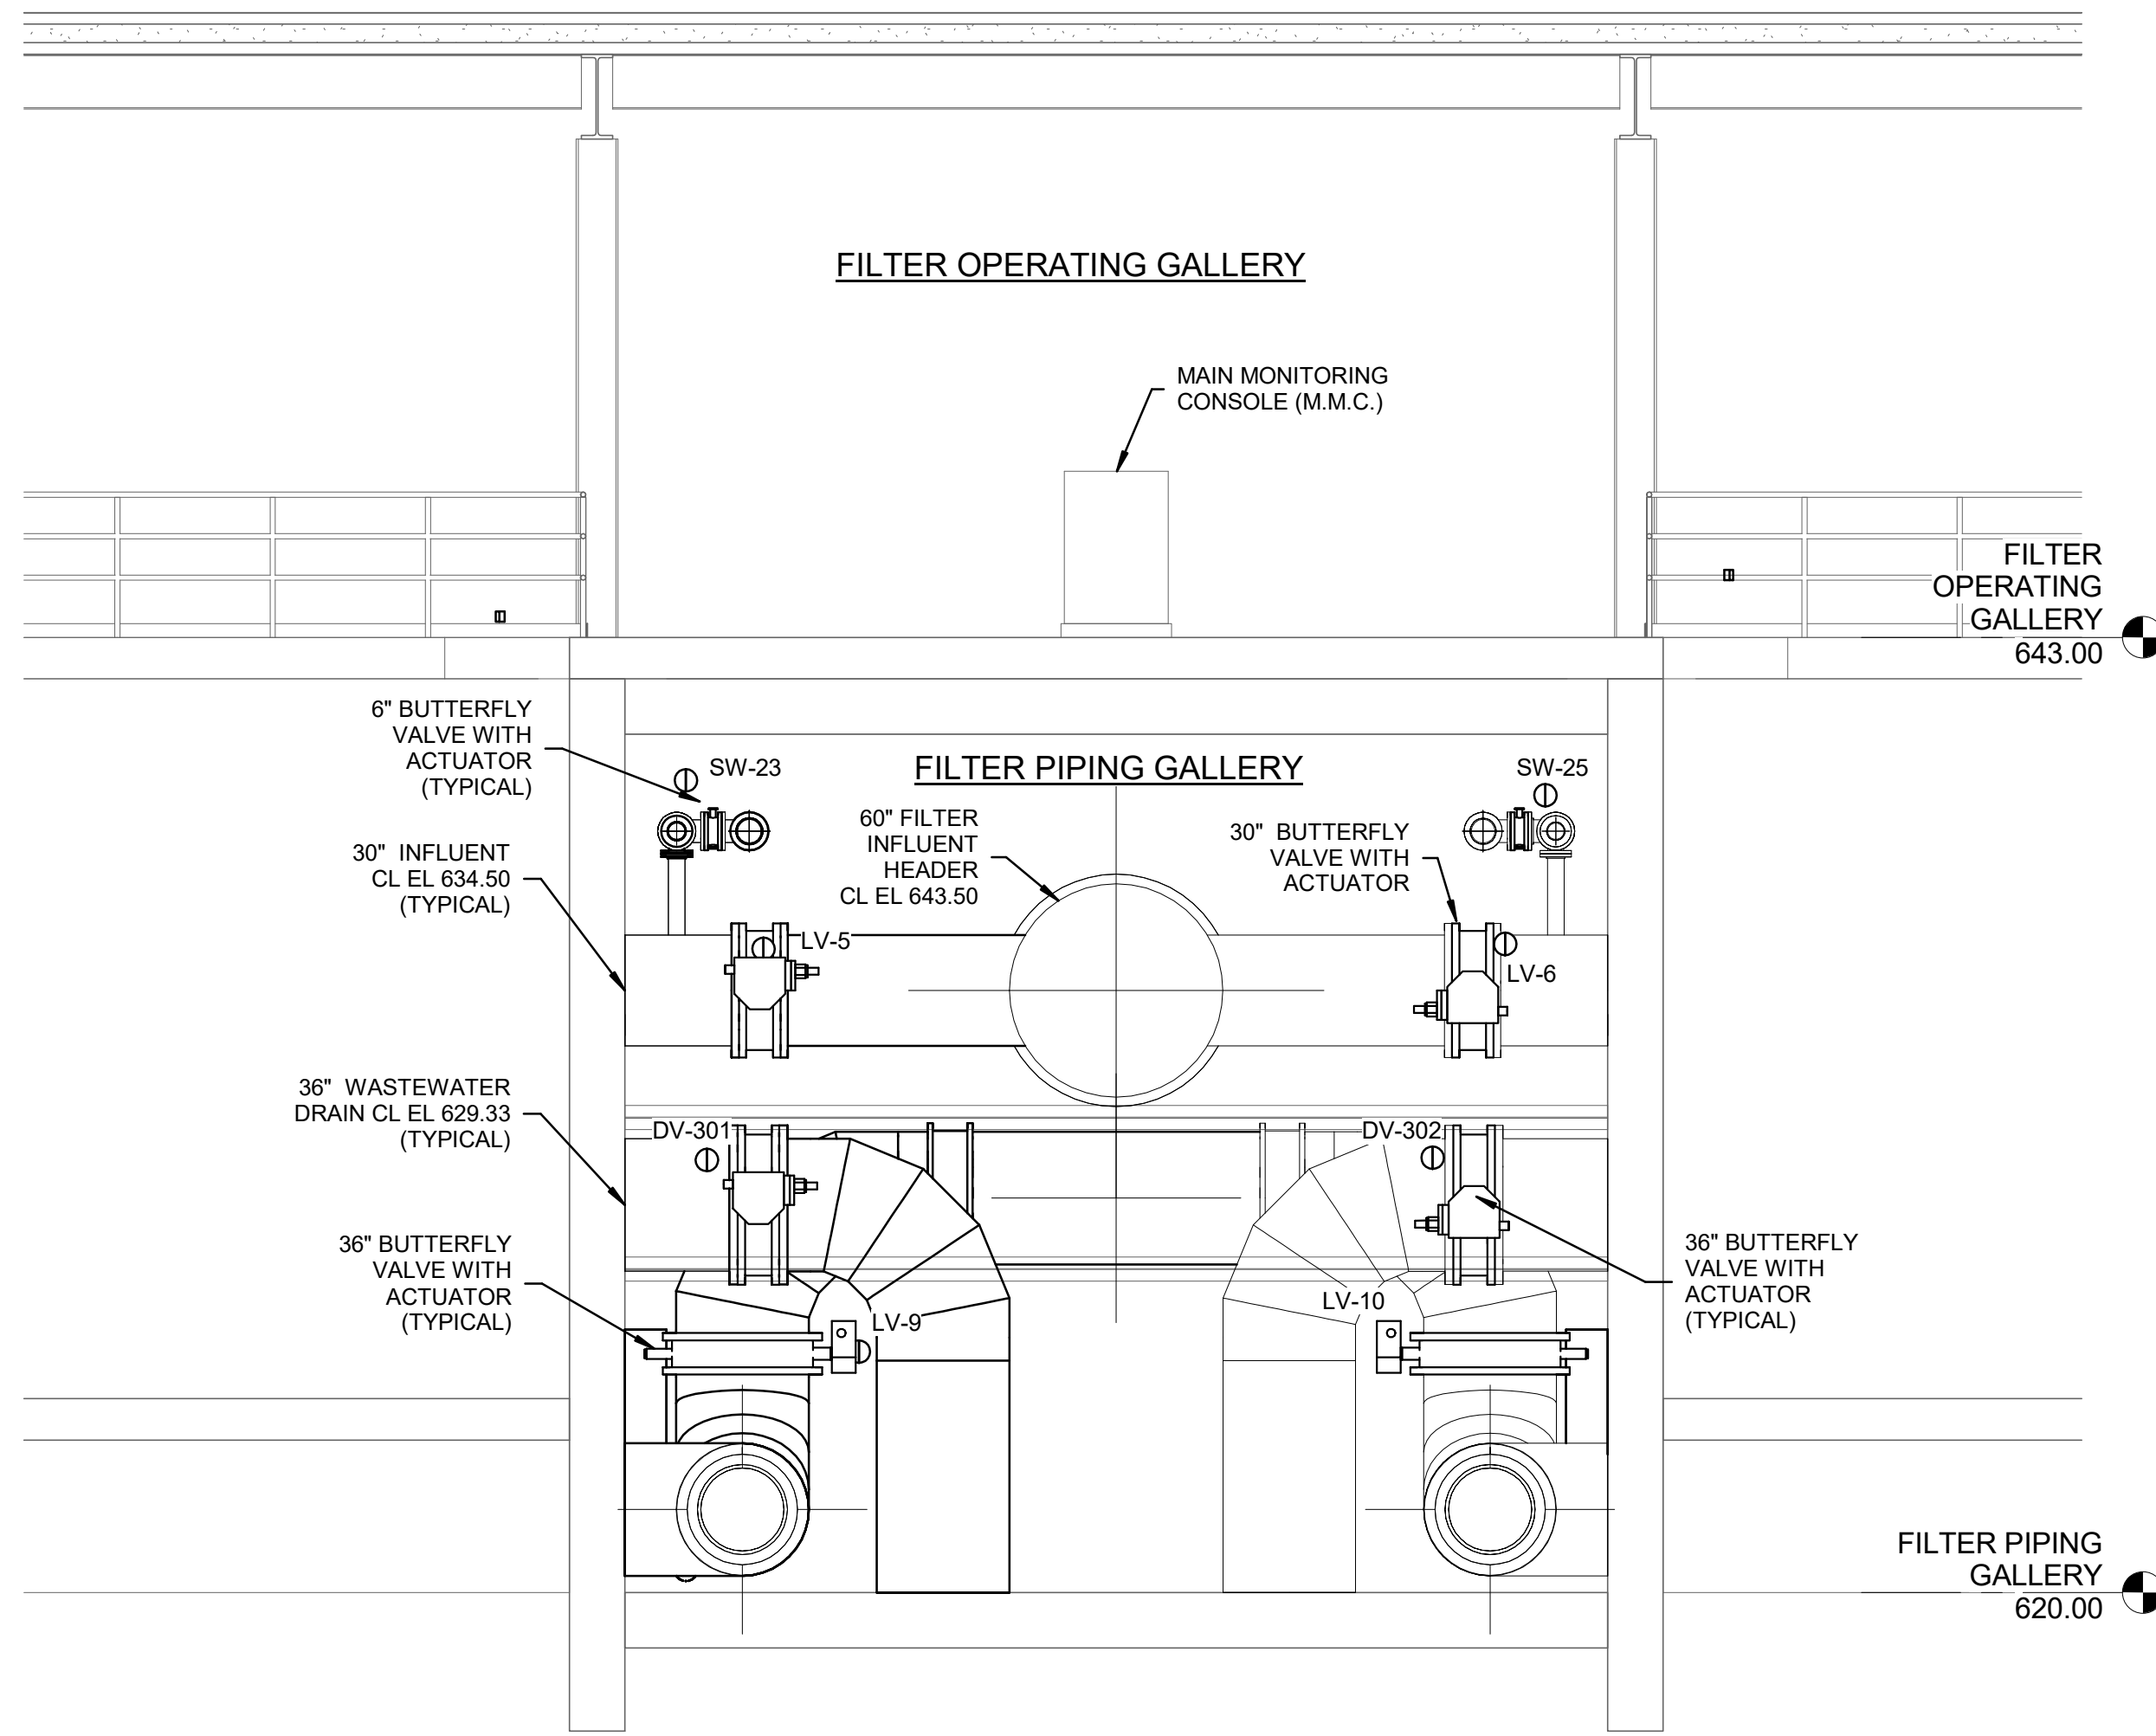 FILTER OPERATING GALLERY
MAIN MONITORING
CONSOLE (M.M.C.)
FILTER
OPERATING
GALLERY
643.00
6" BUTTERFLY
VALVE WITH
ACTUATOR
(TYPICAL)
SW-23
FILTER PIPING GALLERY
SW-25
60" FILTER
INFLUENT
HEADER
CL EL 643.50
30" BUTTERFLY
VALVE WITH
ACTUATOR
30" INFLUENT
CL EL 634.50
(TYPICAL)
LV-5
LV-6
36" WASTEWATER
DRAIN CL EL 629.33
(TYPICAL)
DV-301
DV-302
36" BUTTERFLY
VALVE WITH
ACTUATOR
(TYPICAL)
LV-9
LV-10
36" BUTTERFLY
VALVE WITH
ACTUATOR
(TYPICAL)
FILTER PIPING
GALLERY
620.00